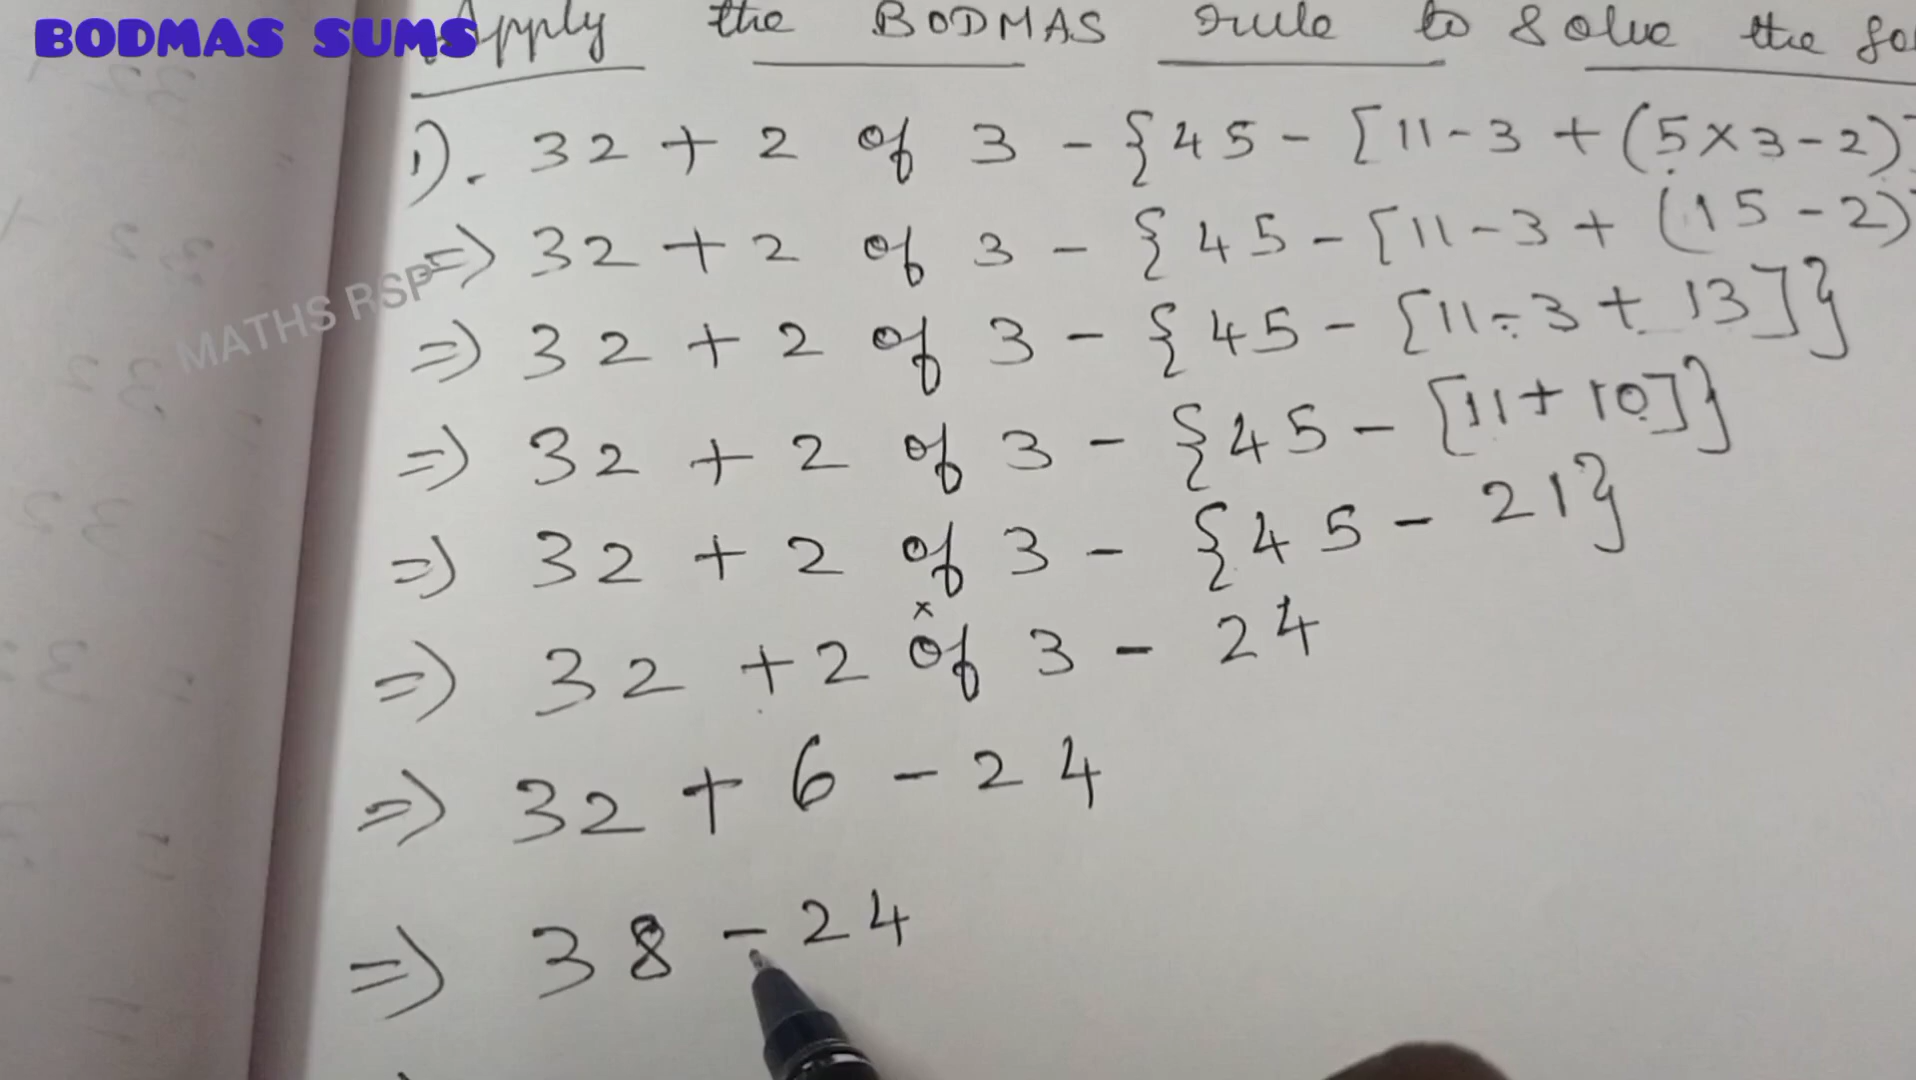 BODMAS SUMS
Apply the BODMAS rule to solve the
1). 32 + 2 of 3 - {45 - [11-3 + (5×3-2)]
=> 32 + 2 of 3 - {45 - [11-3 + (15-2)
=> 32 + 2 of 3 - {45 - [11-3 + 13]}
MATHS RSP
=> 32 + 2 of 3 - {45 - [11+10]}
=> 32 + 2 of 3 - {45 - 21}
×
=> 32 + 2 of 3 - 24
=> 32 + 6 - 24
=> 38 - 24